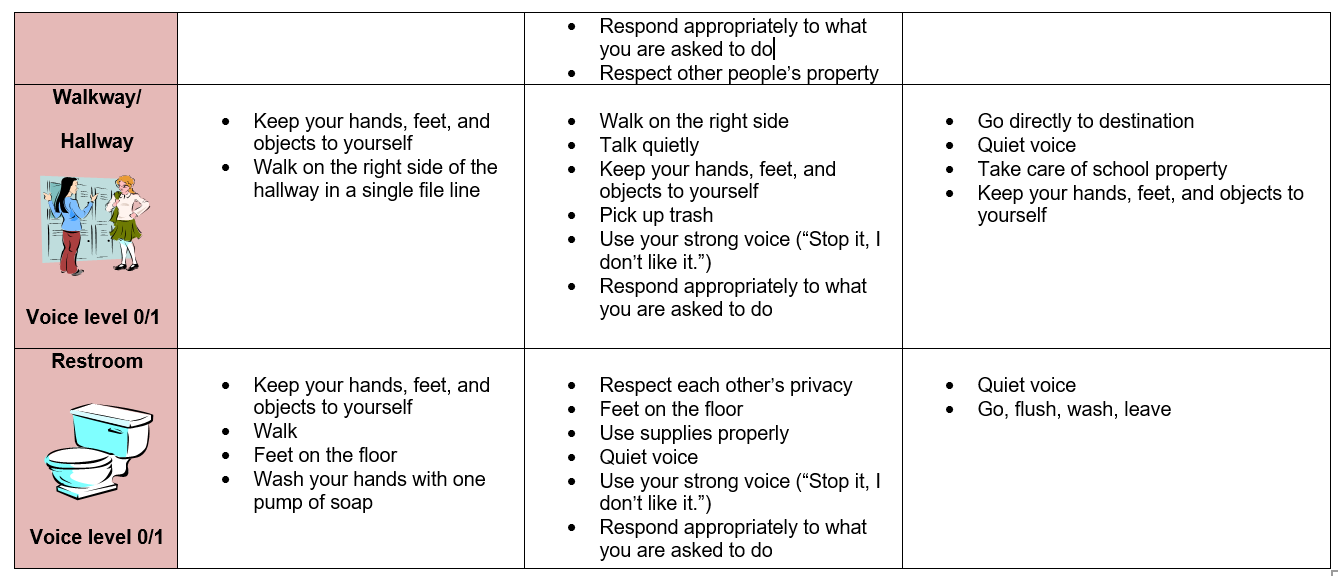 • Respond appropriately to what
you are asked to do
• Respect other people’s property
Walkway/
Hallway
Voice level 0/1
• Keep your hands, feet, and
objects to yourself
• Walk on the right side of the
hallway in a single file line
• Walk on the right side
• Talk quietly
• Keep your hands, feet, and
objects to yourself
• Pick up trash
• Use your strong voice (“Stop it, I
don’t like it.”)
• Respond appropriately to what
you are asked to do
• Go directly to destination
• Quiet voice
• Take care of school property
• Keep your hands, feet, and objects to
yourself
Restroom
Voice level 0/1
• Keep your hands, feet, and
objects to yourself
• Walk
• Feet on the floor
• Wash your hands with one
pump of soap
• Respect each other’s privacy
• Feet on the floor
• Use supplies properly
• Quiet voice
• Use your strong voice (“Stop it, I
don’t like it.”)
• Respond appropriately to what
you are asked to do
• Quiet voice
• Go, flush, wash, leave